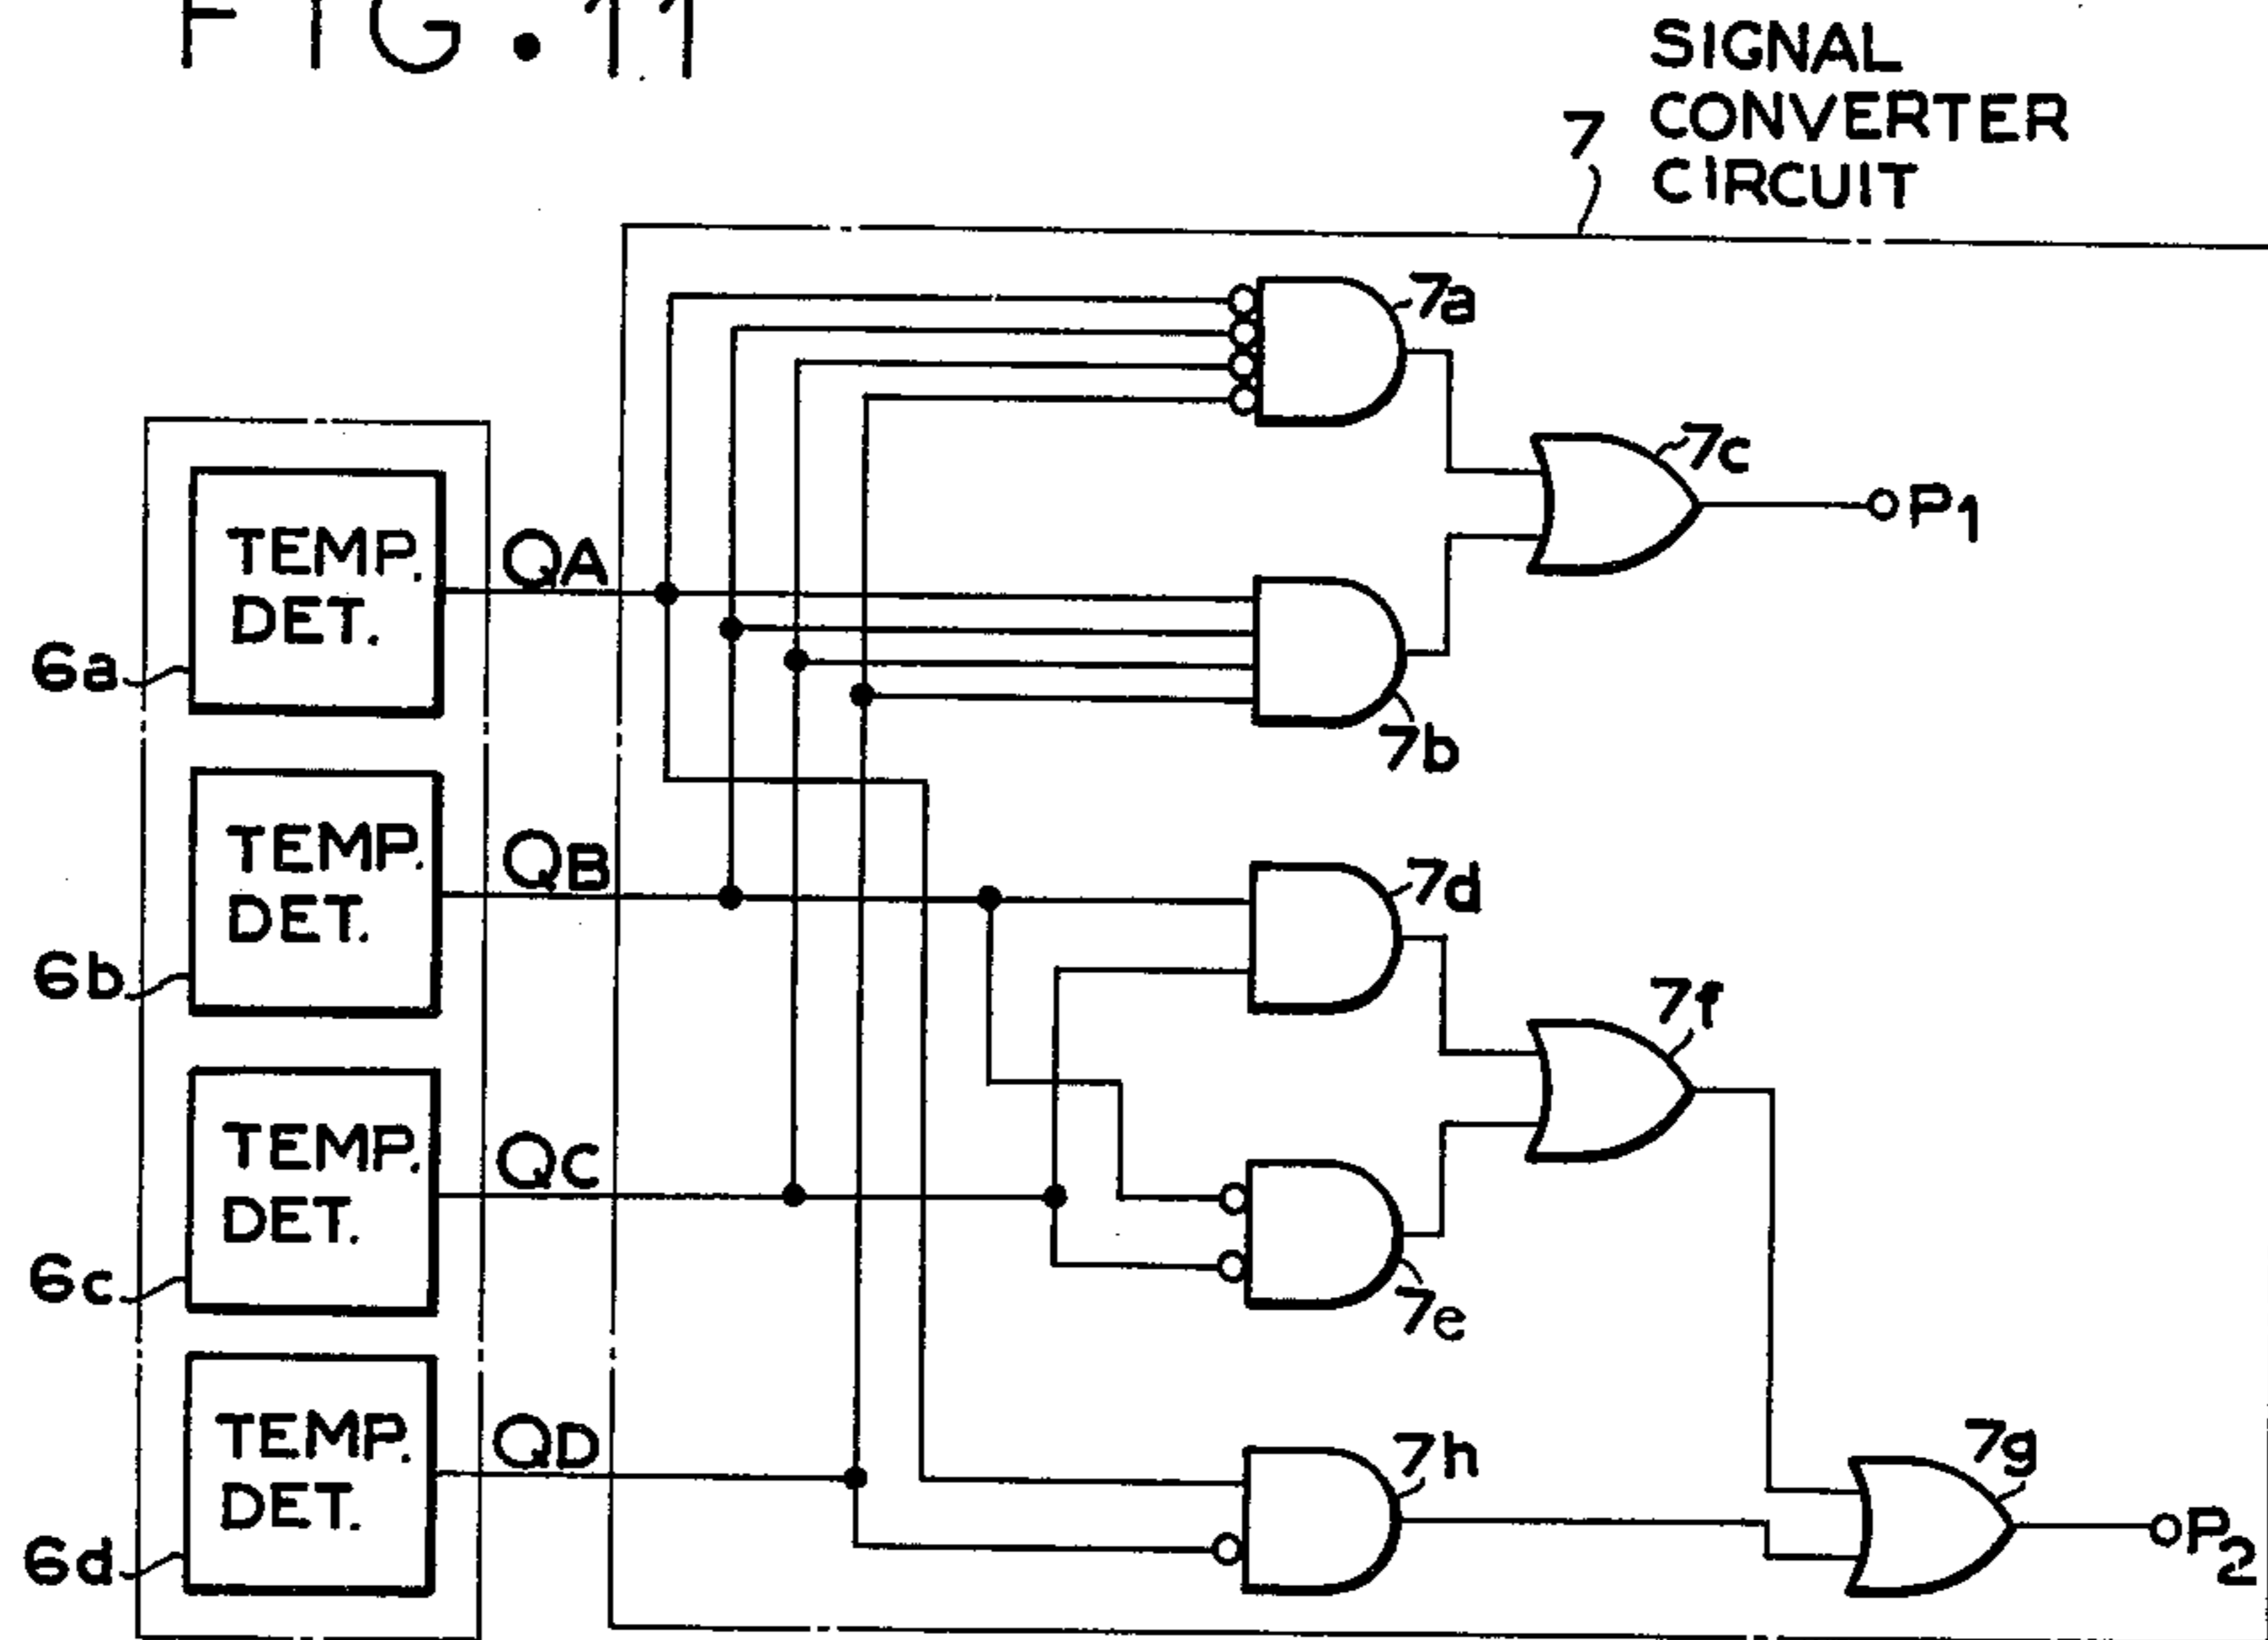 FIG.11
SIGNAL
CONVERTER
CIRCUIT
7
7a
7c
P1
TEMP.
DET.
QA
6a
7b
TEMP.
DET.
QB
6b
7d
7f
TEMP.
DET.
QC
6c
7e
TEMP.
DET.
QD
6d
7h
7g
P2